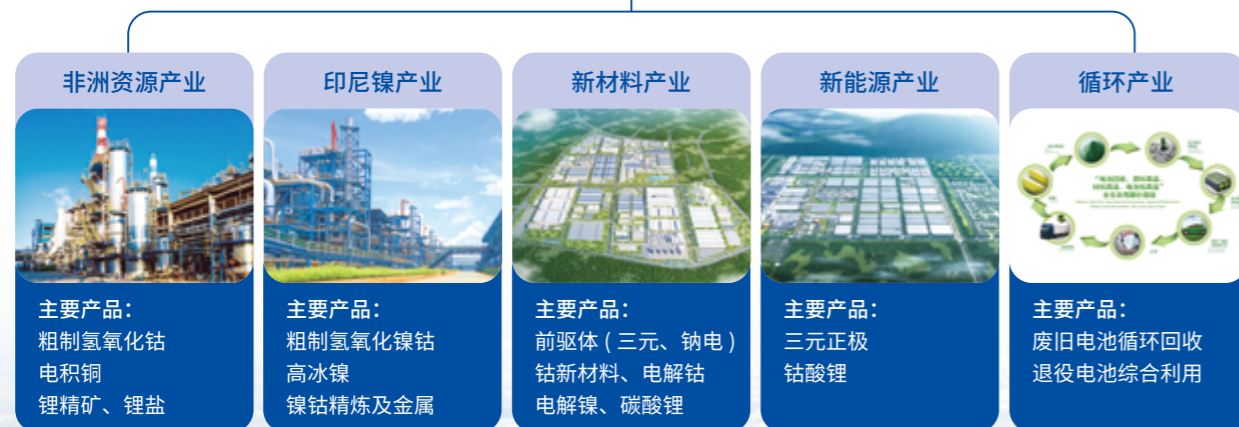 非洲资源产业
主要产品：
粗制氢氧化钴
电积铜
锂精矿、锂盐
印尼镍产业
主要产品：
粗制氢氧化镍钴
高冰镍
镍钴精炼及金属
新材料产业
主要产品：
前驱体 ( 三元、钠电 )
钴新材料、电解钴
电解镍、碳酸锂
新能源产业
主要产品：
三元正极
钴酸锂
循环产业
主要产品：
废旧电池循环回收
退役电池综合利用